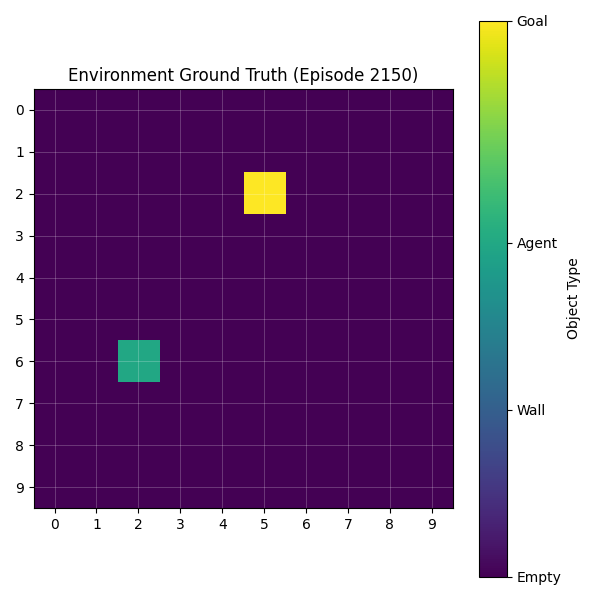 Environment Ground Truth (Episode 2150)
0
1
2
3
4
5
6
7
8
9
0 1 2 3 4 5 6 7 8 9
Goal
Agent
Wall
Empty
Object Type